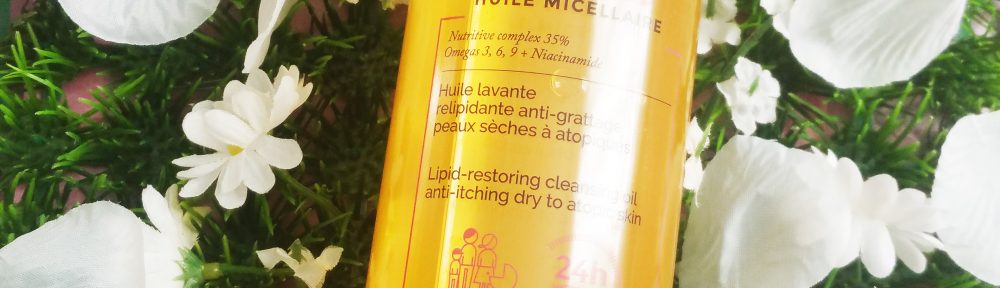 HUILE MICELLAIRE
Nutritive complex 35%
Omegas 3, 6, 9 + Niacinamide
Huile lavante
relipidante anti-grattage
peaux sèches à atopiques
Lipid-restoring cleansing oil
anti-itching dry to atopic skin
24h